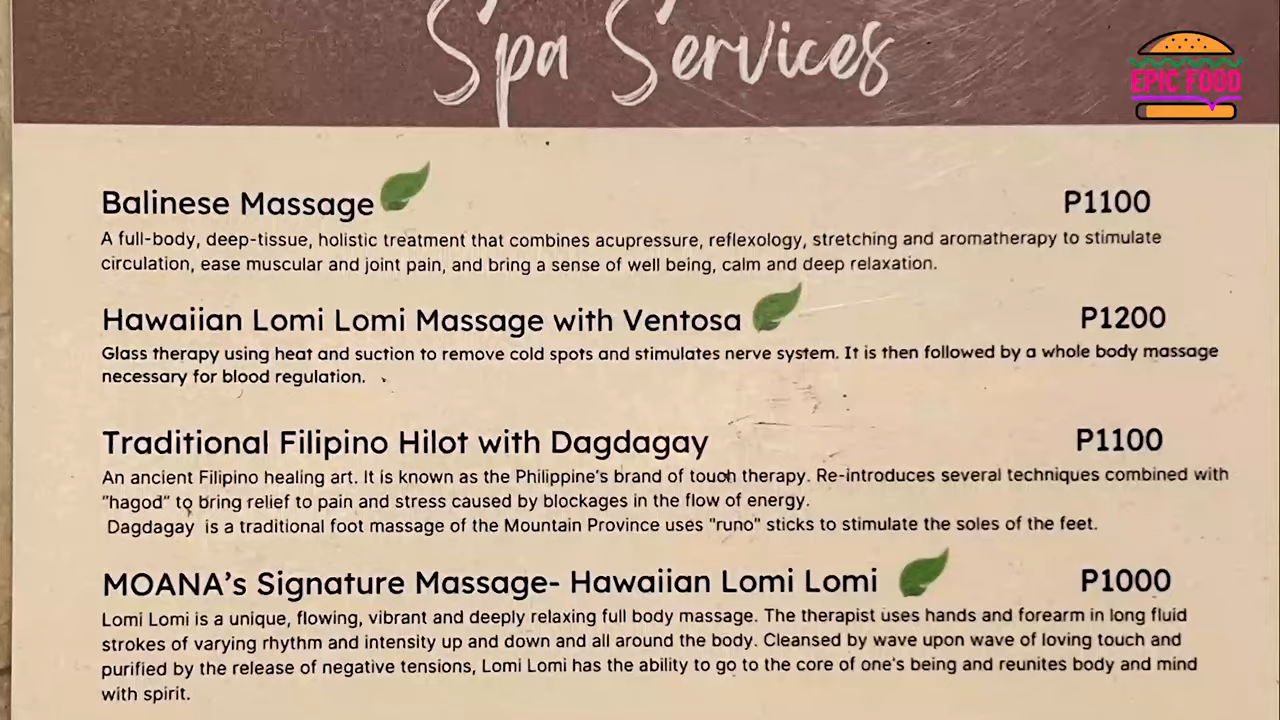 Spa Services
EPIC FOOD
Balinese Massage P1100
A full-body, deep-tissue, holistic treatment that combines acupressure, reflexology, stretching and aromatherapy to stimulate
circulation, ease muscular and joint pain, and bring a sense of well being, calm and deep relaxation.
Hawaiian Lomi Lomi Massage with Ventosa P1200
Glass therapy using heat and suction to remove cold spots and stimulates nerve system. It is then followed by a whole body massage
necessary for blood regulation.
Traditional Filipino Hilot with Dagdagay P1100
An ancient Filipino healing art. It is known as the Philippine's brand of touch therapy. Re-introduces several techniques combined with
"hagod" to bring relief to pain and stress caused by blockages in the flow of energy.
Dagdagay is a traditional foot massage of the Mountain Province uses "runo" sticks to stimulate the soles of the feet.
MOANA's Signature Massage- Hawaiian Lomi Lomi P1000
Lomi Lomi is a unique, flowing, vibrant and deeply relaxing full body massage. The therapist uses hands and forearm in long fluid
strokes of varying rhythm and intensity up and down and all around the body. Cleansed by wave upon wave of loving touch and
purified by the release of negative tensions, Lomi Lomi has the ability to go to the core of one's being and reunites body and mind
with spirit.